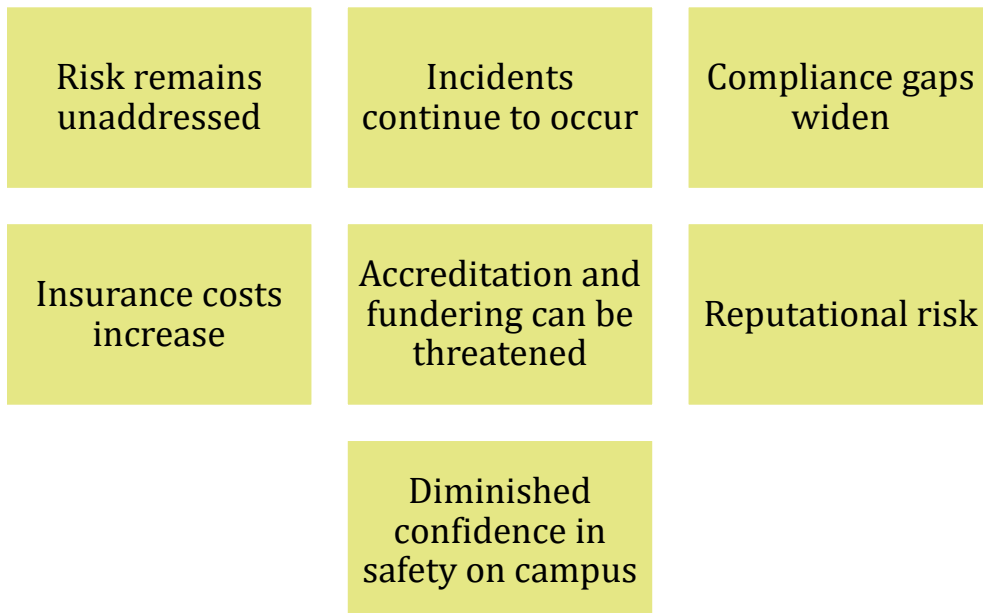 Risk remains
unaddressed
Incidents
continue to occur
Compliance gaps
widen
Insurance costs
increase
Accreditation and
fundering can be
threatened
Reputational risk
Diminished
confidence in
safety on campus